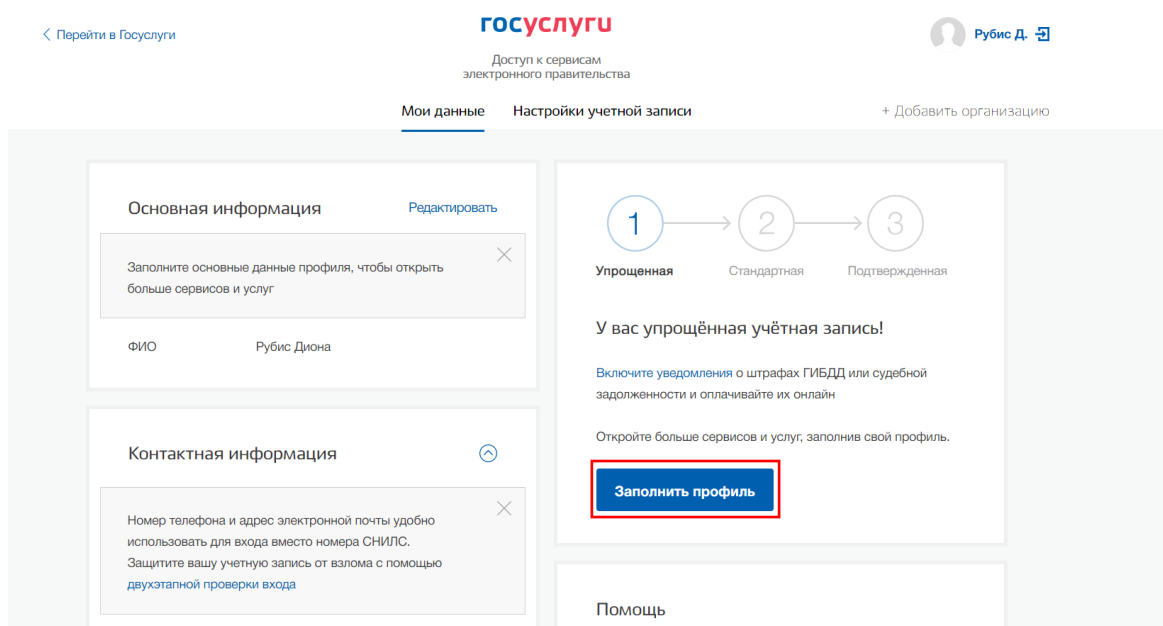 Перейти в Госуслуги
госуслуги
Рубис Д.
Доступ к сервисам
электронного правительства
Мои данные
Настройки учетной записи
+ Добавить организацию
Основная информация
Редактировать
Заполните основные данные профиля, чтобы открыть
больше сервисов и услуг
ФИО
Рубис Диона
Контактная информация
Номер телефона и адрес электронной почты удобно
использовать для входа вместо номера СНИЛС.
Защитите вашу учетную запись от взлома с помощью
двухэтапной проверки входа
1
2
3
Упрощенная
Стандартная
Подтвержденная
У вас упрощённая учётная запись!
Включите уведомления о штрафах ГИБДД или судебной
задолженности и оплачивайте их онлайн
Откройте больше сервисов и услуг, заполнив свой профиль.
Заполнить профиль
Помощь